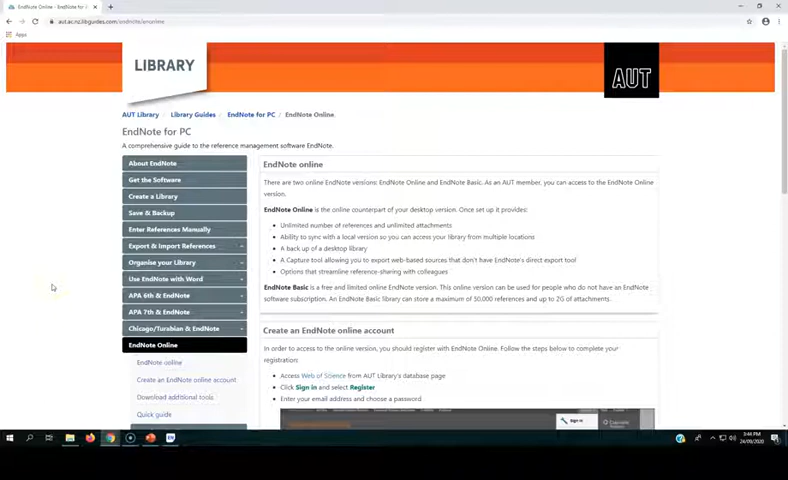 EndNote Online - EndNote for P
aut.ac.nz.libguides.com/endnote/enonline
Apps
LIBRARY
AUT
AUT Library
Library Guides
EndNote for PC
EndNote Online
EndNote for PC
A comprehensive guide to the reference management software EndNote.
About EndNote
Get the Software
Create a Library
Save & Backup
Enter References Manually
Export & Import References
Organise your Library
Use EndNote with Word
APA 6th & EndNote
APA 7th & EndNote
Chicago/Turabian & EndNote
EndNote Online
EndNote online
Create an EndNote online account
Download additional tools
Quick guide
EndNote online
There are two online EndNote versions: EndNote Online and EndNote Basic. As an AUT member, you can access to the EndNote Online
version.
EndNote Online is the online counterpart of your desktop version. Once set up it provides:
• Unlimited number of references and unlimited attachments
• Ability to sync with a local version so you can access your library from multiple locations
• A back up of a desktop library
• A Capture tool allowing you to export web-based sources that don't have EndNote's direct export tool
• Options that streamline reference-sharing with colleagues
EndNote Basic is a free and limited online EndNote version. This online version can be used for people who do not have an EndNote
software subscription. An EndNote Basic library can store a maximum of 50,000 references and up to 2G of attachments.
Create an EndNote online account
In order to access to the online version, you should register with EndNote Online. Follow the steps below to complete your
registration:
• Access Web of Science from AUT Library's database page
• Click Sign in and select Register
• Enter your email address and choose a password
Sign in
3:44 PM
24/09/2020